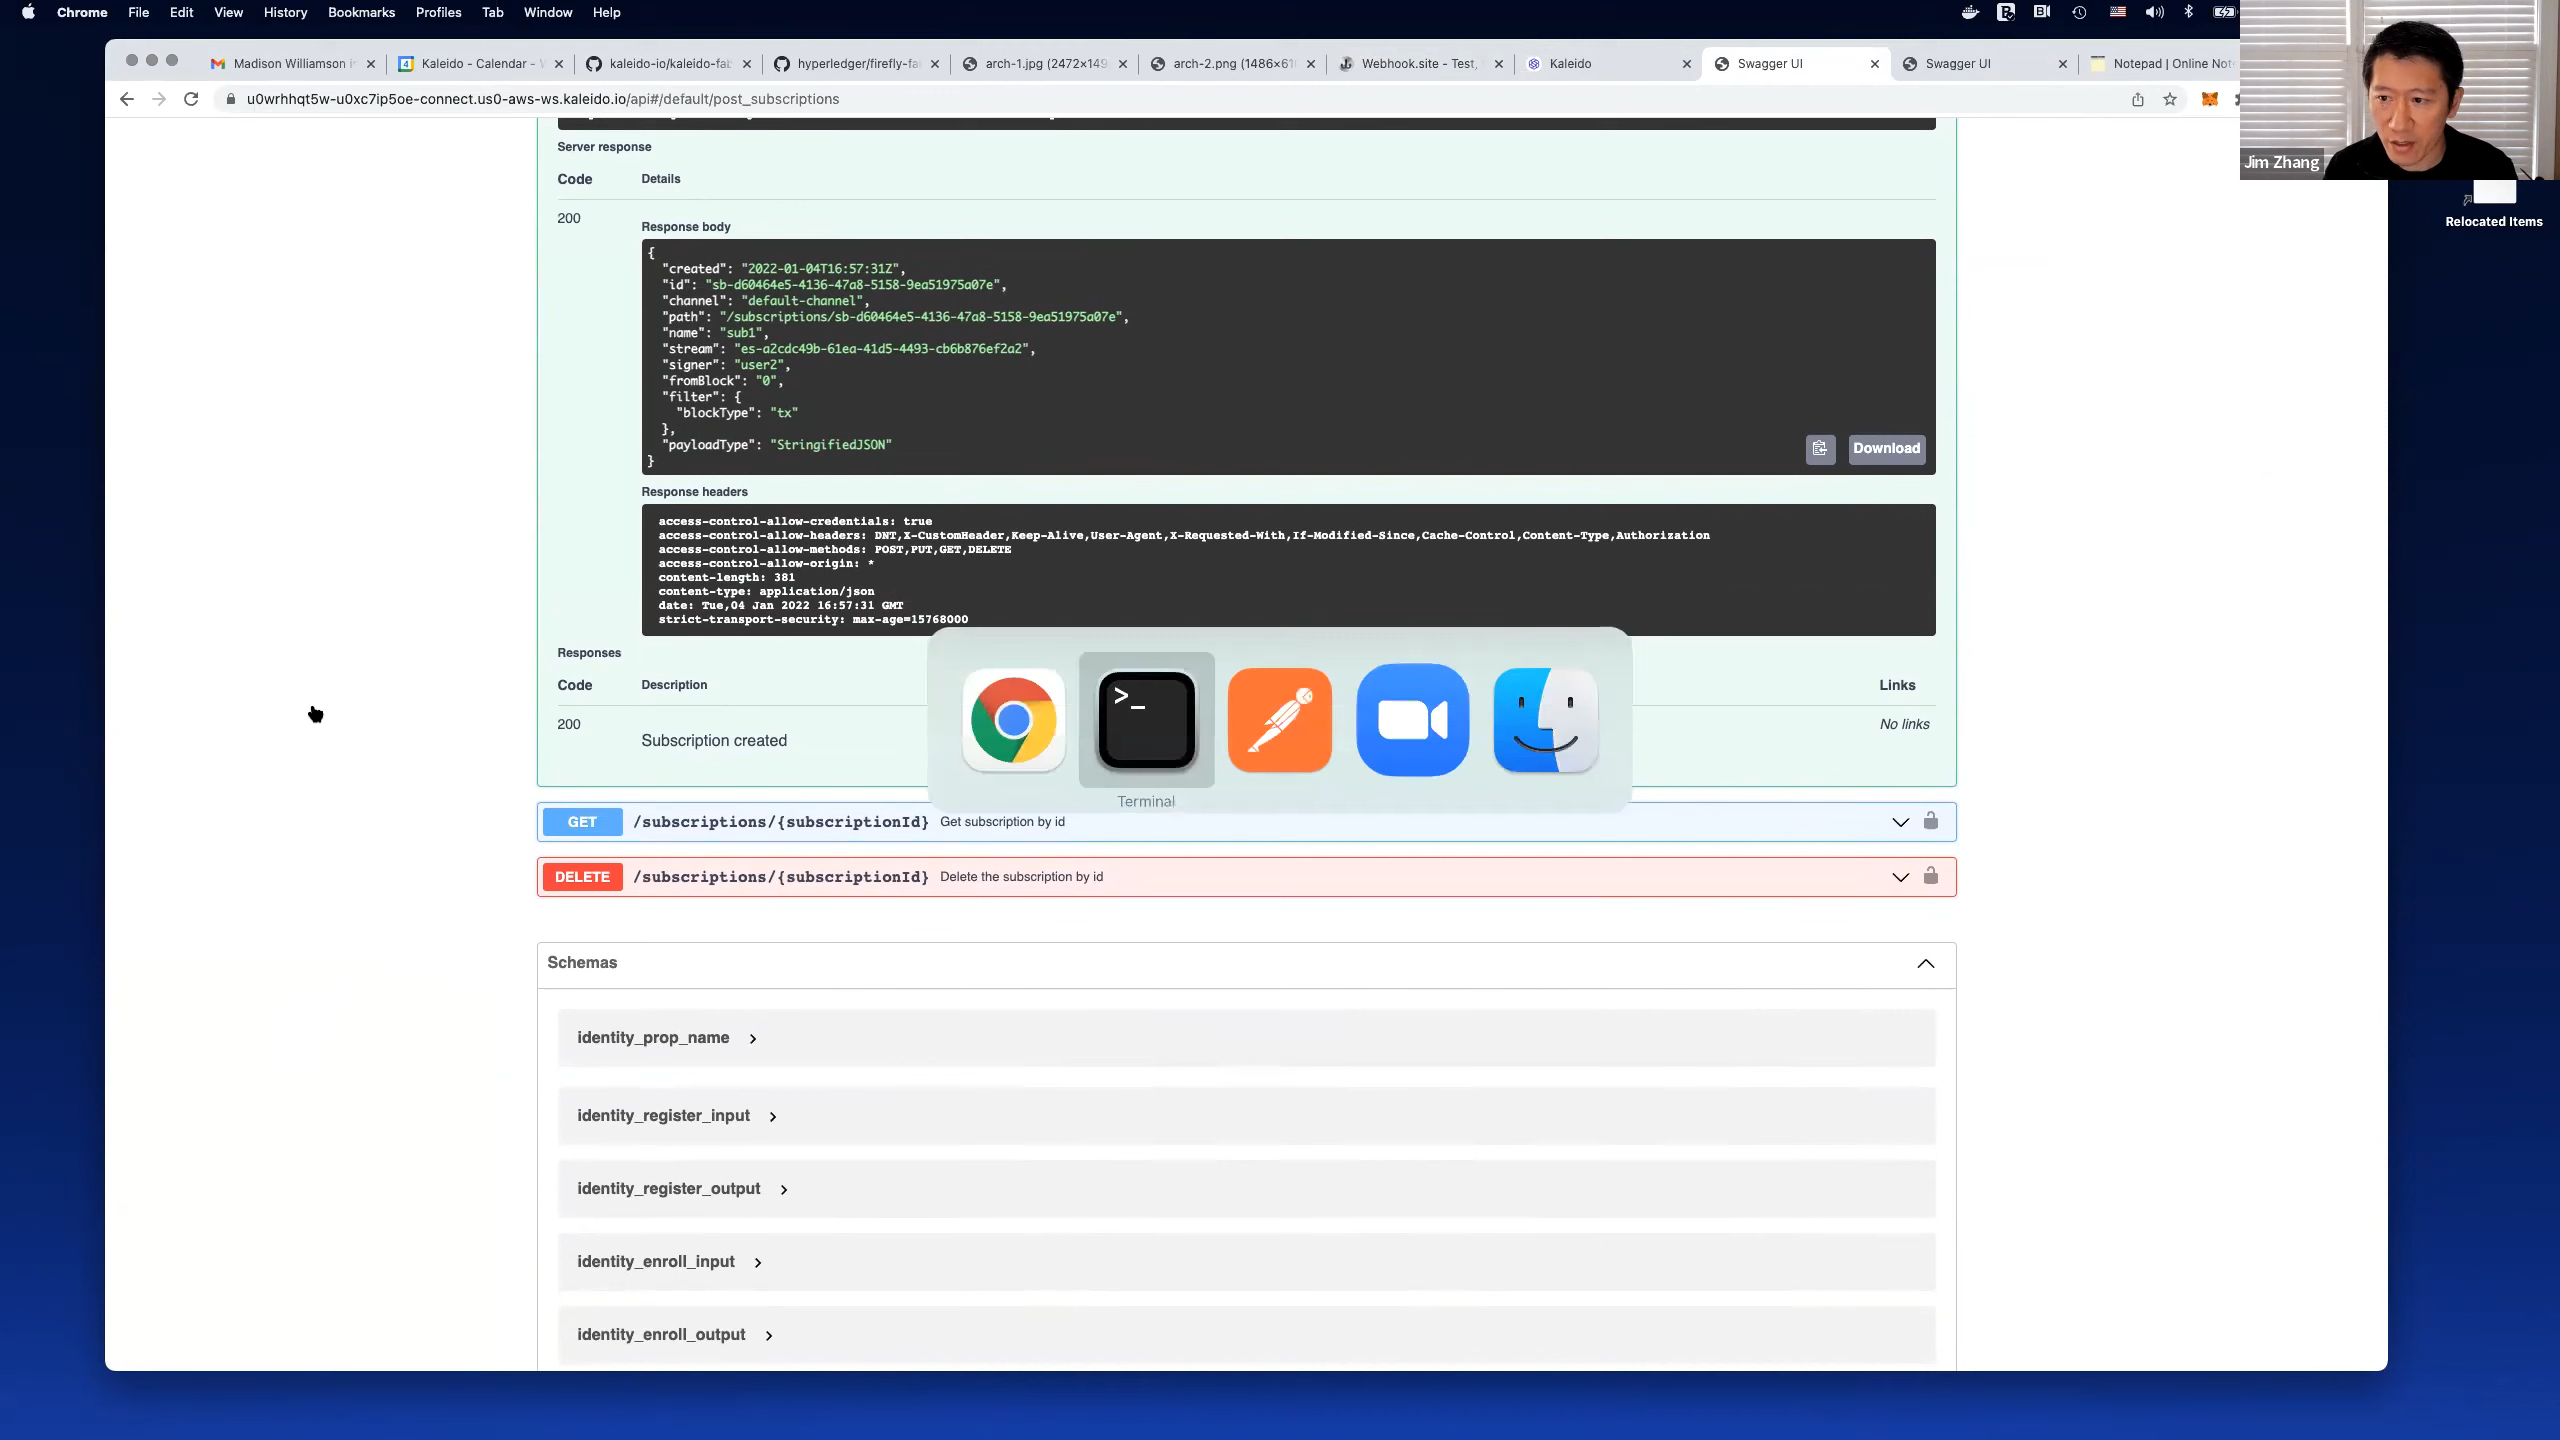 Chrome File Edit View History Bookmarks Profiles Tab Window Help
Madison Williamson i
Kaleido - Calendar -
kaleido-io/kaleido-fab
hyperledger/firefly-fa
arch-1.jpg (2472×149
arch-2.png (1486×61
Webhook.site - Test,
Kaleido
Swagger UI
Swagger UI
Notepad | Online Not
u0wrhhqt5w-u0xc7ip5oe-connect.us0-aws-ws.kaleido.io/api#/default/post_subscriptions
Jim Zhang
Relocated Items
Server response
Code Details
200
Response body
{
"created": "2022-01-04T16:57:31Z",
"id": "sb-d60464e5-4136-47a8-5158-9ea51975a07e",
"channel": "default-channel",
"path": "/subscriptions/sb-d60464e5-4136-47a8-5158-9ea51975a07e",
"name": "sub1",
"stream": "es-a2cdc49b-61ea-41d5-4493-cb6b876ef2a2",
"signer": "user2",
"fromBlock": "0",
"filter": {
"blockType": "tx"
},
"payloadType": "StringifiedJSON"
}
Download
Response headers
access-control-allow-credentials: true
access-control-allow-headers: DNT,X-CustomHeader,Keep-Alive,User-Agent,X-Requested-With,If-Modified-Since,Cache-Control,Content-Type,Authorization
access-control-allow-methods: POST,PUT,GET,DELETE
access-control-allow-origin: *
content-length: 381
content-type: application/json
date: Tue,04 Jan 2022 16:57:31 GMT
strict-transport-security: max-age=15768000
Responses
Code Description Links
200 Subscription created No links
Terminal
GET /subscriptions/{subscriptionId} Get subscription by id
DELETE /subscriptions/{subscriptionId} Delete the subscription by id
Schemas
identity_prop_name
identity_register_input
identity_register_output
identity_enroll_input
identity_enroll_output